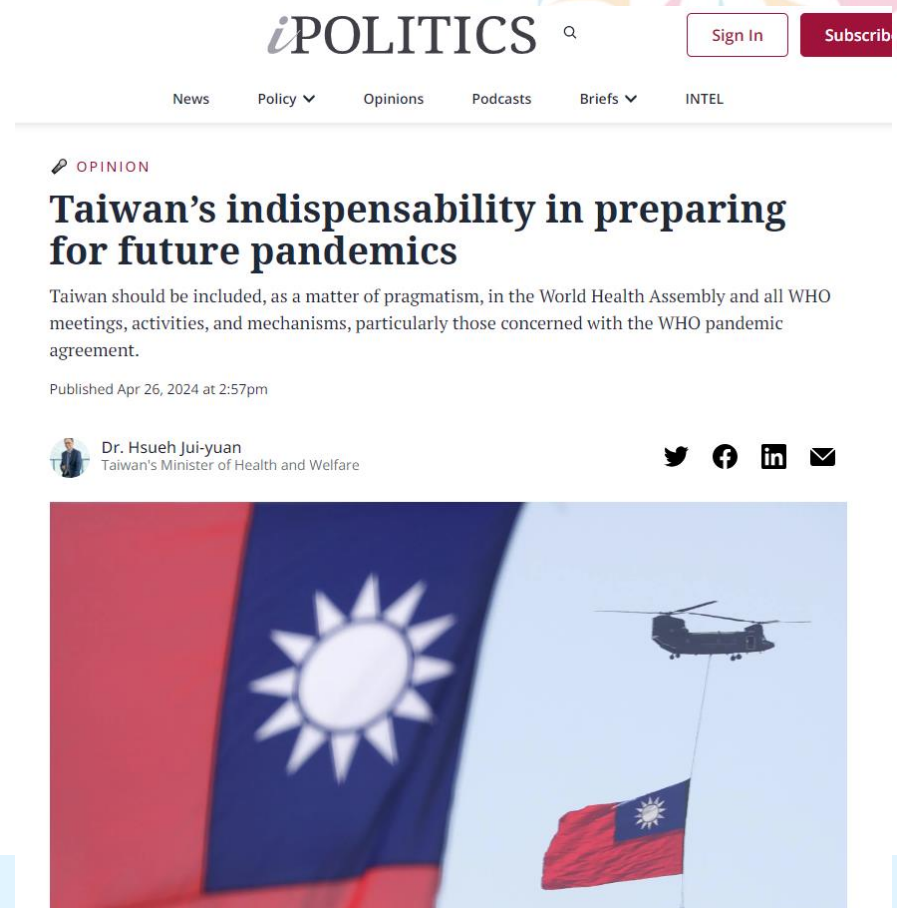 iPOLITICS
Sign In
Subscrib
News
Policy
Opinions
Podcasts
Briefs
INTEL
OPINION
Taiwan’s indispensability in preparing
for future pandemics
Taiwan should be included, as a matter of pragmatism, in the World Health Assembly and all WHO
meetings, activities, and mechanisms, particularly those concerned with the WHO pandemic
agreement.
Published Apr 26, 2024 at 2:57pm
Dr. Hsueh Jui-yuan
Taiwan's Minister of Health and Welfare